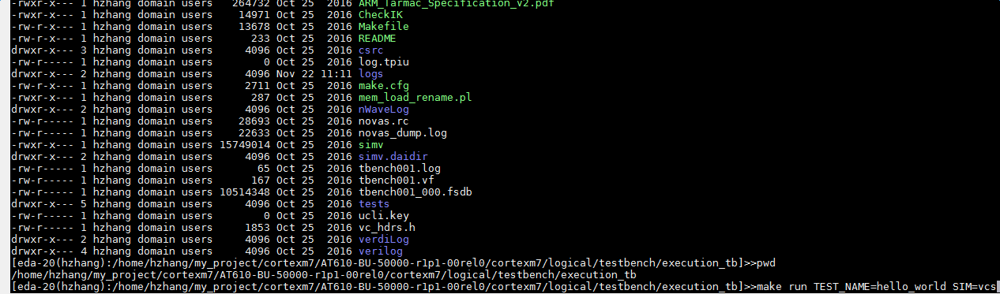 -rwxr-x--- 1 hzhang domain users 264732 Oct 25 2016 ARM_Tarmac_Specification_v2.pdf
-rwxr-x--- 1 hzhang domain users 14971 Oct 25 2016 CheckIK
-rw-r-x--- 1 hzhang domain users 13678 Oct 25 2016 Makefile
-rw-r-x--- 1 hzhang domain users 233 Oct 25 2016 README
drwxr-x--- 3 hzhang domain users 4096 Oct 25 2016 csrc
-rw-r----- 1 hzhang domain users 0 Oct 25 2016 log.tpiu
drwxr-x--- 2 hzhang domain users 4096 Nov 22 11:11 logs
-rw-r-x--- 1 hzhang domain users 2711 Oct 25 2016 make.cfg
-rw-r-x--- 1 hzhang domain users 287 Oct 25 2016 mem_load_rename.pl
drwxr-x--- 2 hzhang domain users 4096 Oct 25 2016 nWaveLog
-rw-r----- 1 hzhang domain users 28693 Oct 25 2016 novas.rc
-rw-r----- 1 hzhang domain users 22633 Oct 25 2016 novas_dump.log
-rwxr-x--- 1 hzhang domain users 15749014 Oct 25 2016 simv
drwxr-x--- 2 hzhang domain users 4096 Oct 25 2016 simv.daidir
-rw-r----- 1 hzhang domain users 65 Oct 25 2016 tbench001.log
-rw-r----- 1 hzhang domain users 167 Oct 25 2016 tbench001.vf
-rw-r----- 1 hzhang domain users 10514348 Oct 25 2016 tbench001_000.fsdb
drwxr-x--- 5 hzhang domain users 4096 Oct 25 2016 tests
-rw-r----- 1 hzhang domain users 0 Oct 25 2016 ucli.key
-rw-r----- 1 hzhang domain users 1853 Oct 25 2016 vc_hdrs.h
drwxr-x--- 2 hzhang domain users 4096 Oct 25 2016 verdiLog
drwxr-x--- 4 hzhang domain users 4096 Oct 25 2016 verilog
[eda-20(hzhang):/home/hzhang/my_project/cortexm7/AT610-BU-50000-r1p1-00rel0/cortexm7/logical/testbench/execution_tb]>>pwd
/home/hzhang/my_project/cortexm7/AT610-BU-50000-r1p1-00rel0/cortexm7/logical/testbench/execution_tb
[eda-20(hzhang):/home/hzhang/my_project/cortexm7/AT610-BU-50000-r1p1-00rel0/cortexm7/logical/testbench/execution_tb]>>make run TEST_NAME=hello_world SIM=vcs